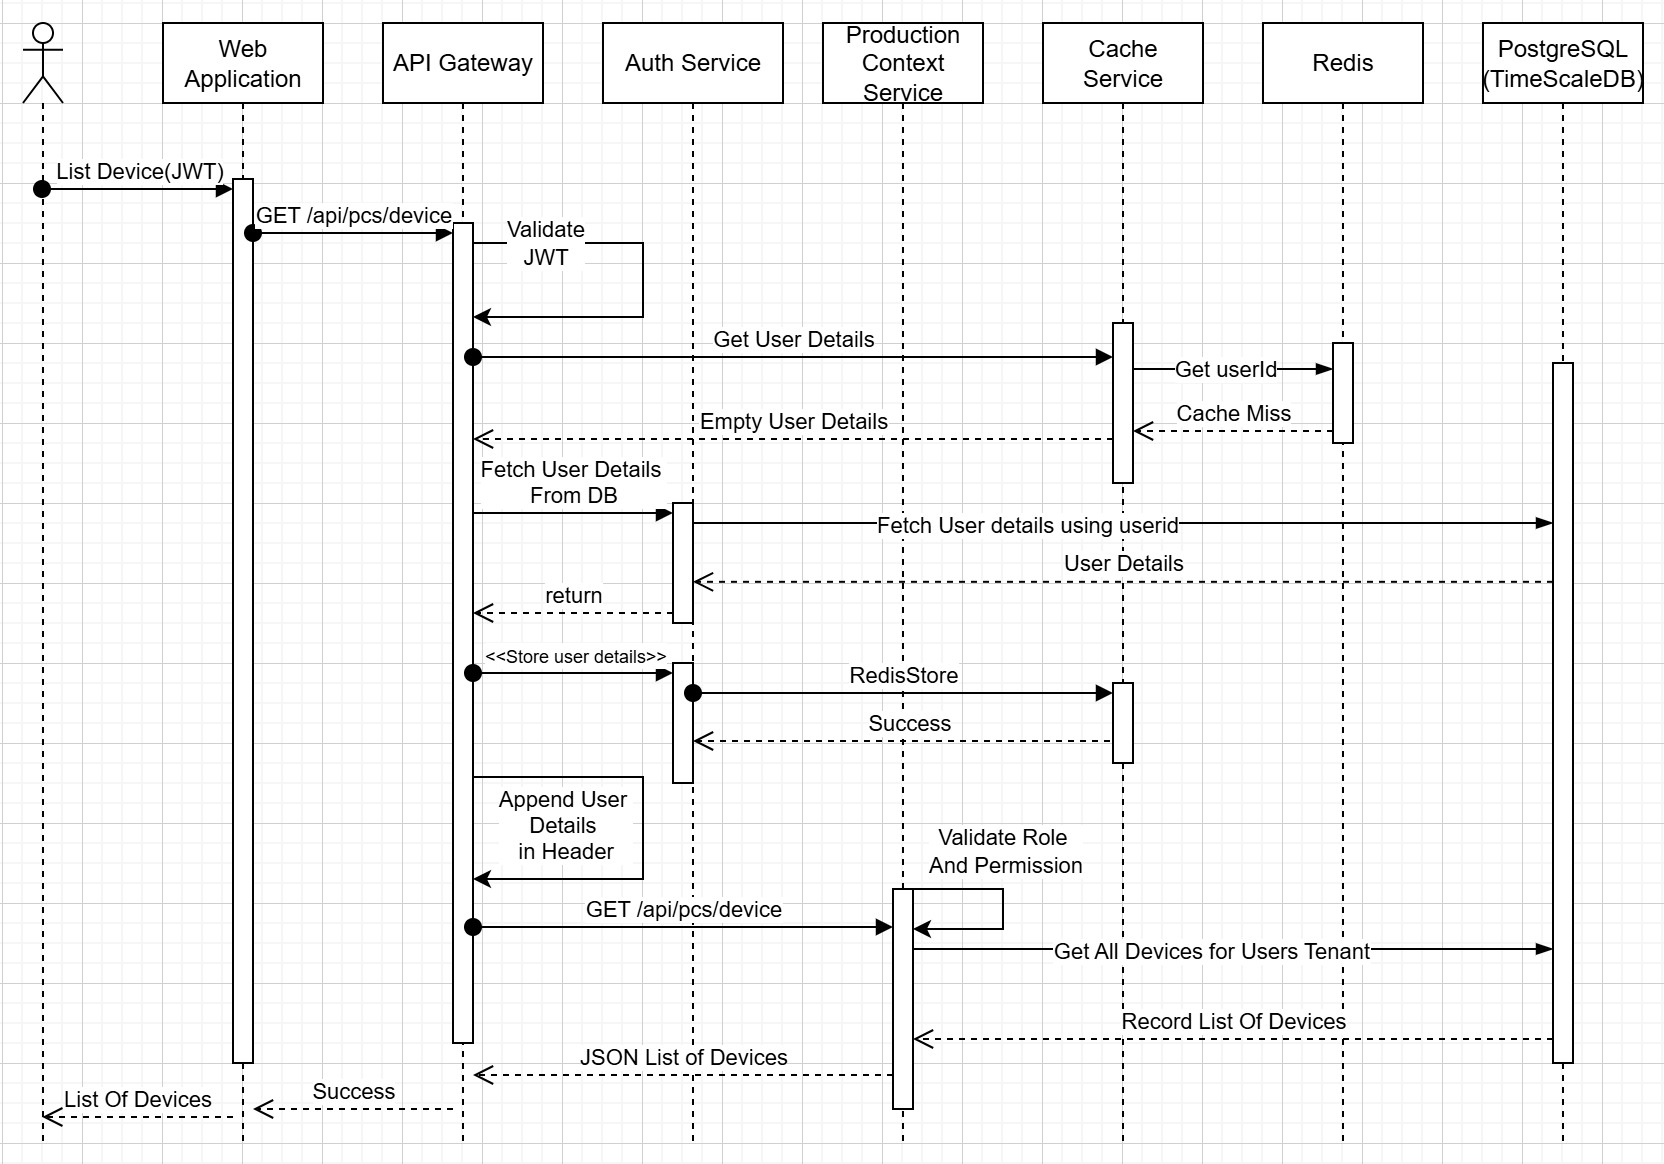 Web
Application
API Gateway
Auth Service
Production
Context
Service
Cache
Service
Redis
PostgreSQL
(TimeScaleDB)
List Device(JWT)
GET /api/pcs/device
Validate
JWT
Get User Details
Get userId
Cache Miss
Empty User Details
Fetch User Details
From DB
Fetch User details using userid
User Details
return
<<Store user details>>
RedisStore
Success
Append User
Details
in Header
Validate Role
And Permission
GET /api/pcs/device
Get All Devices for Users Tenant
Record List Of Devices
JSON List of Devices
Success
List Of Devices